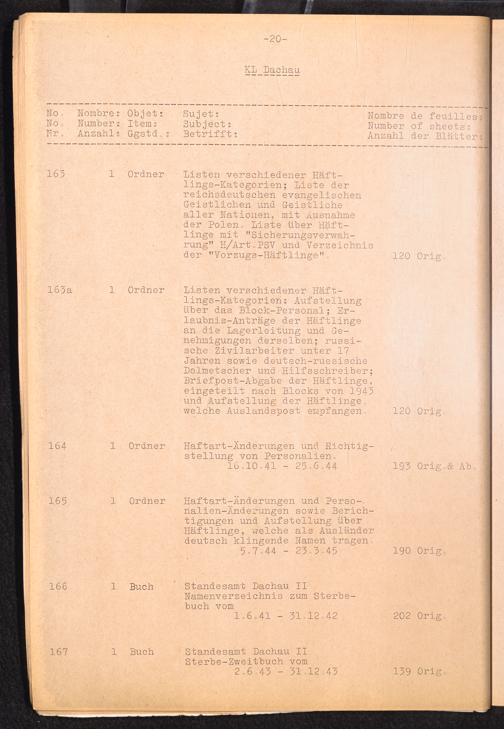 -20-
KL Dachau
No. Nombre: Objet: Sujet: Nombre de feuilles:
No. Number: Item: Subject: Number of sheets:
Nr. Anzahl: Ggstd.: Betrifft: Anzahl der Blätter:
163 1 Ordner Listen verschiedener Häft-
lings-Kategorien; Liste der
reichsdeutschen evangelischen
Geistlichen und Geistliche
aller Nationen, mit Ausnahme
der Polen. Liste über Häft-
linge mit "Sicherungsverwah-
rung" H/Art.PSV und Verzeichnis
der "Vorzugs-Häftlinge". 120 Orig.
163a 1 Ordner Listen verschiedener Häft-
lings-Kategorien: Aufstellung
über das Block-Personal; Er-
laubnis-Anträge der Häftlinge
an die Lagerleitung und Ge-
nehmigungen derselben; russi-
sche Zivilarbeiter unter 17
Jahren sowie deutsch-russische
Dolmetscher und Hilfsschreiber;
Briefpost-Abgabe der Häftlinge,
eingeteilt nach Blocks von 1943
und Aufstellung der Häftlinge,
welche Auslandspost empfangen. 120 Orig.
164 1 Ordner Haftart-Änderungen und Richtig-
stellung von Personalien.
16.10.41 - 25.6.44 193 Orig.& Ab.
165 1 Ordner Haftart-Änderungen und Perso-
nalien-Änderungen sowie Berich-
tigungen und Aufstellung über
Häftlinge, welche als Ausländer
deutsch klingende Namen tragen.
5.7.44 - 23.3.45 190 Orig.
166 1 Buch Standesamt Dachau II
Namenverzeichnis zum Sterbe-
buch vom
1.6.41 - 31.12.42 202 Orig.
167 1 Buch Standesamt Dachau II
Sterbe-Zweitbuch vom
2.6.43 - 31.12.43 139 Orig.